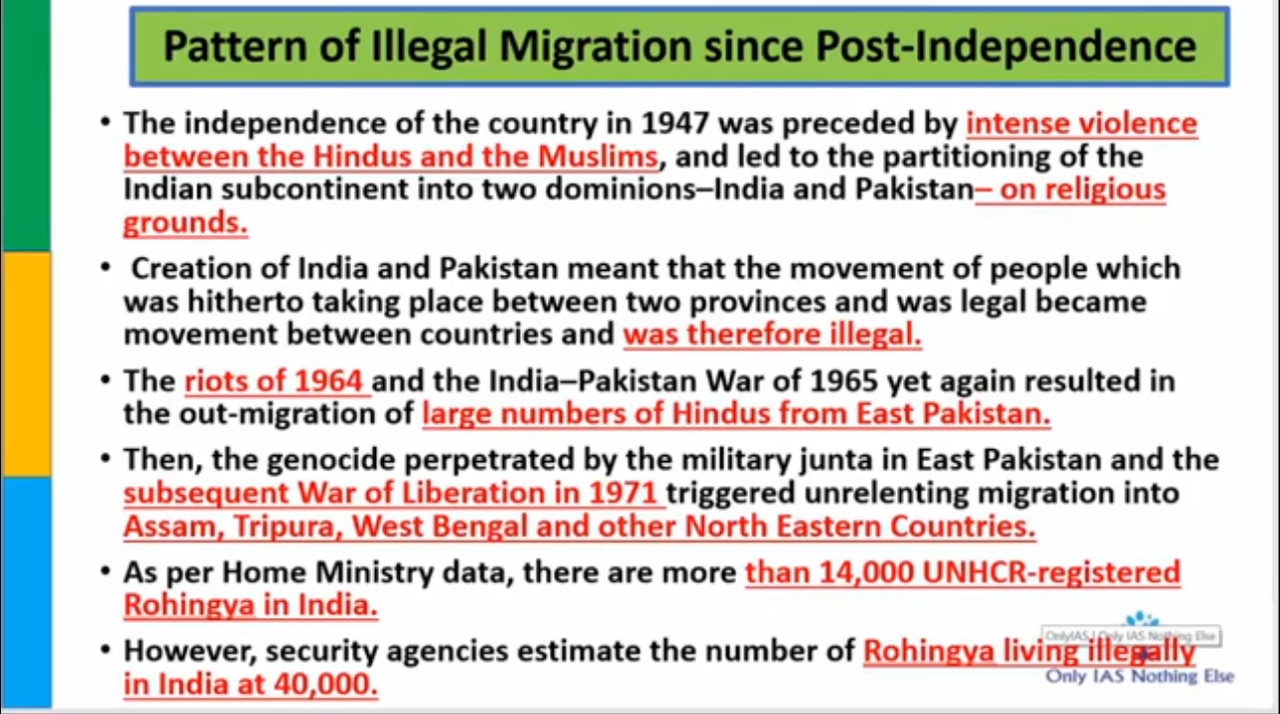 Pattern of Illegal Migration since Post-Independence
• The independence of the country in 1947 was preceded by intense violence
between the Hindus and the Muslims, and led to the partitioning of the
Indian subcontinent into two dominions–India and Pakistan– on religious
grounds.
• Creation of India and Pakistan meant that the movement of people which
was hitherto taking place between two provinces and was legal became
movement between countries and was therefore illegal.
• The riots of 1964 and the India–Pakistan War of 1965 yet again resulted in
the out-migration of large numbers of Hindus from East Pakistan.
• Then, the genocide perpetrated by the military junta in East Pakistan and the
subsequent War of Liberation in 1971 triggered unrelenting migration into
Assam, Tripura, West Bengal and other North Eastern Countries.
• As per Home Ministry data, there are more than 14,000 UNHCR-registered
Rohingya in India.
OnlyIAS | Only IAS Nothing Else
• However, security agencies estimate the number of Rohingya living illegally
in India at 40,000.
Only IAS Nothing Else